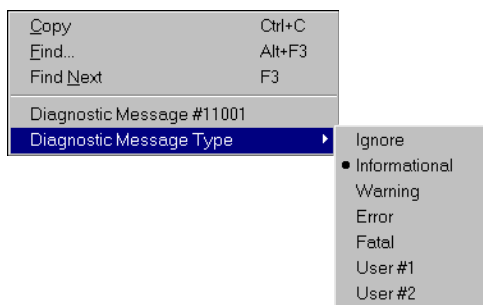 Copy Ctrl+C
Find... Alt+F3
Find Next F3
Diagnostic Message #11001
Diagnostic Message Type
Ignore
Informational
Warning
Error
Fatal
User #1
User #2